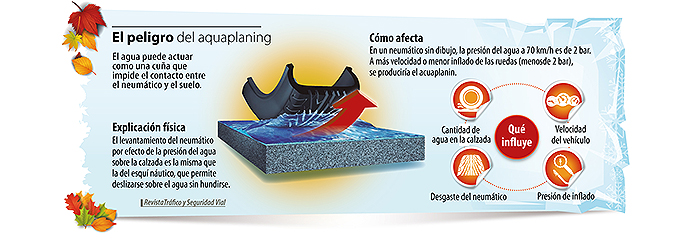 El peligro del aquaplaning
El agua puede actuar
como una cuña que
impide el contacto entre
el neumático y el suelo.
Explicación física
El levantamiento del neumático
por efecto de la presión del agua
sobre la calzada es la misma que
la del esquí náutico, que permite
deslizarse sobre el agua sin hundirse.
Revista Tráfico y Seguridad Vial
Cómo afecta
En un neumático sin dibujo, la presión del agua a 70 km/h es de 2 bar.
A más velocidad o menor inflado de las ruedas (menosde 2 bar),
se produciría el acuaplanin.
Cantidad de
agua en la calzada
Qué
influye
Velocidad
del vehículo
Desgaste del neumático
Presión de inflado